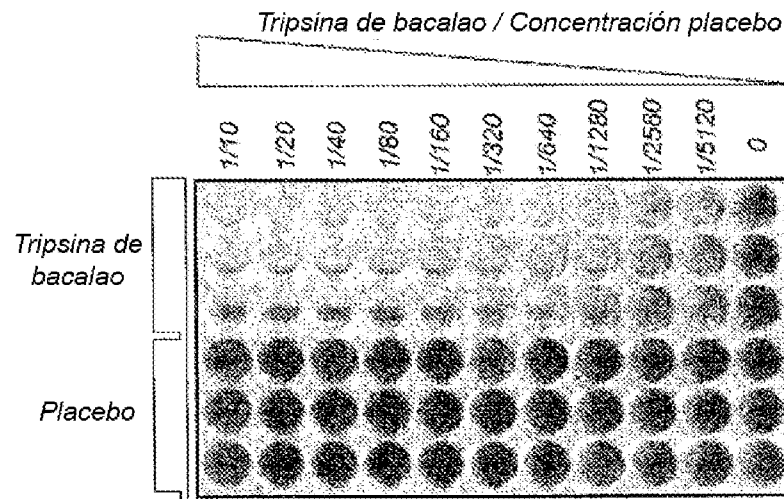 Tripsina de bacalao / Concentración placebo
1/10
1/20
1/40
1/80
1/160
1/320
1/640
1/1280
1/2560
1/5120
0
Tripsina de
bacalao
Placebo